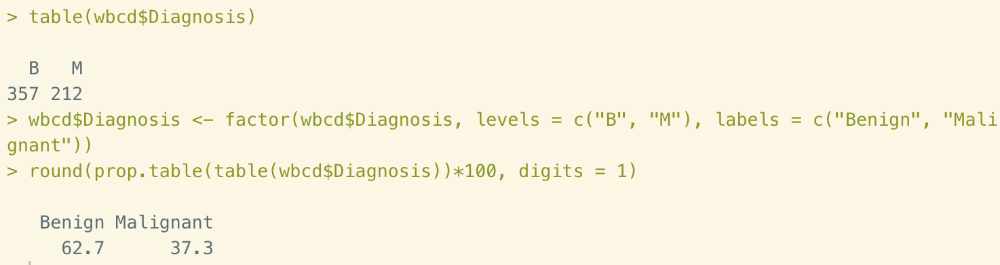 > table(wbcd$Diagnosis)
B M
357 212
> wbcd$Diagnosis <- factor(wbcd$Diagnosis, levels = c("B", "M"), labels = c("Benign", "Mali
gnant"))
> round(prop.table(table(wbcd$Diagnosis))*100, digits = 1)
Benign Malignant
62.7 37.3